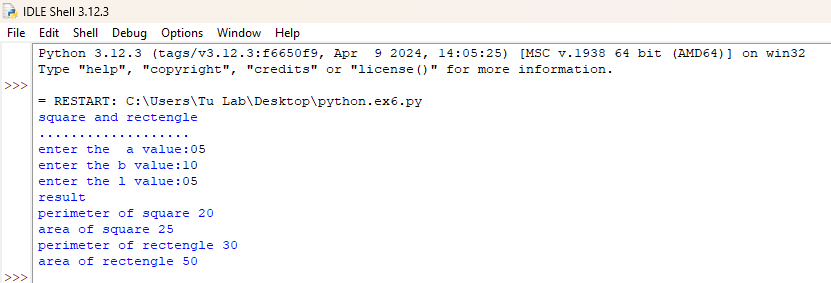 IDLE Shell 3.12.3
File Edit Shell Debug Options Window Help
Python 3.12.3 (tags/v3.12.3:f6650f9, Apr  9 2024, 14:05:25) [MSC v.1938 64 bit (AMD64)] on win32
Type "help", "copyright", "credits" or "license()" for more information.
>>>
= RESTART: C:\Users\Tu Lab\Desktop\python.ex6.py
square and rectengle
...................
enter the  a value:05
enter the b value:10
enter the l value:05
result
perimeter of square 20
area of square 25
perimeter of rectengle 30
area of rectengle 50
>>>